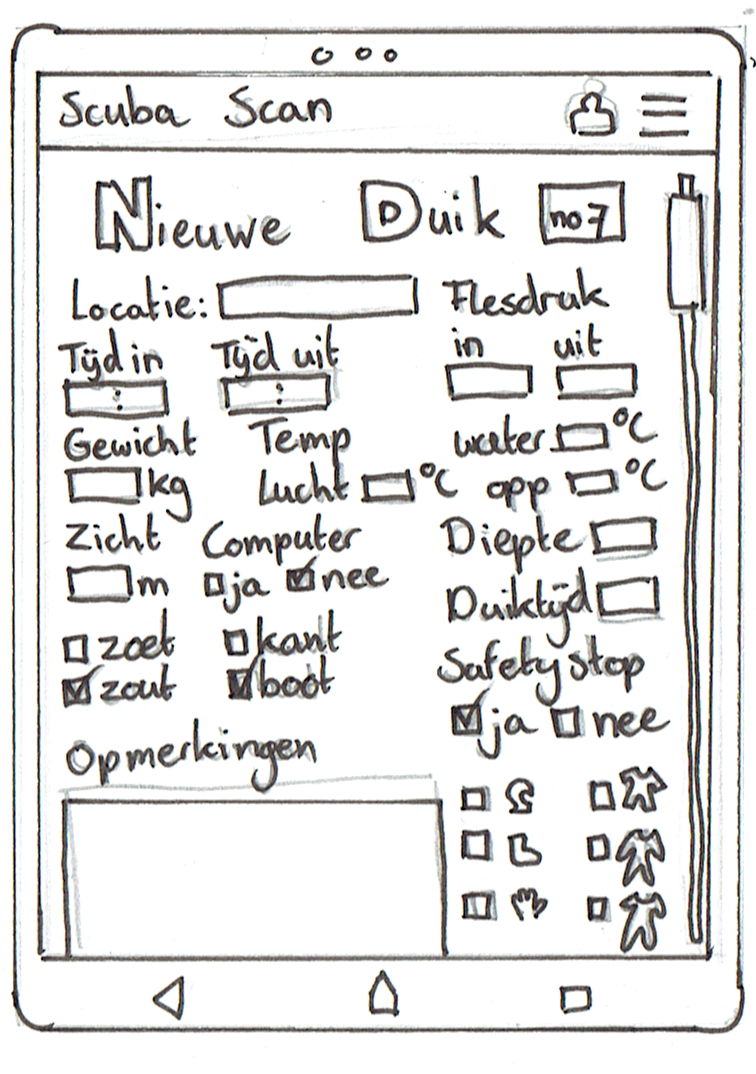 Scuba Scan
Nieuwe Duik no7
Locatie: Flesdruk
in uit
Tijd in Tijd uit
: :
Gewicht Temp water °C
kg Lucht °C opp °C
Zicht Computer Diepte
m ja nee
Duiktijd
zoet kant
zout boot
Safety stop
ja nee
Opmerkingen